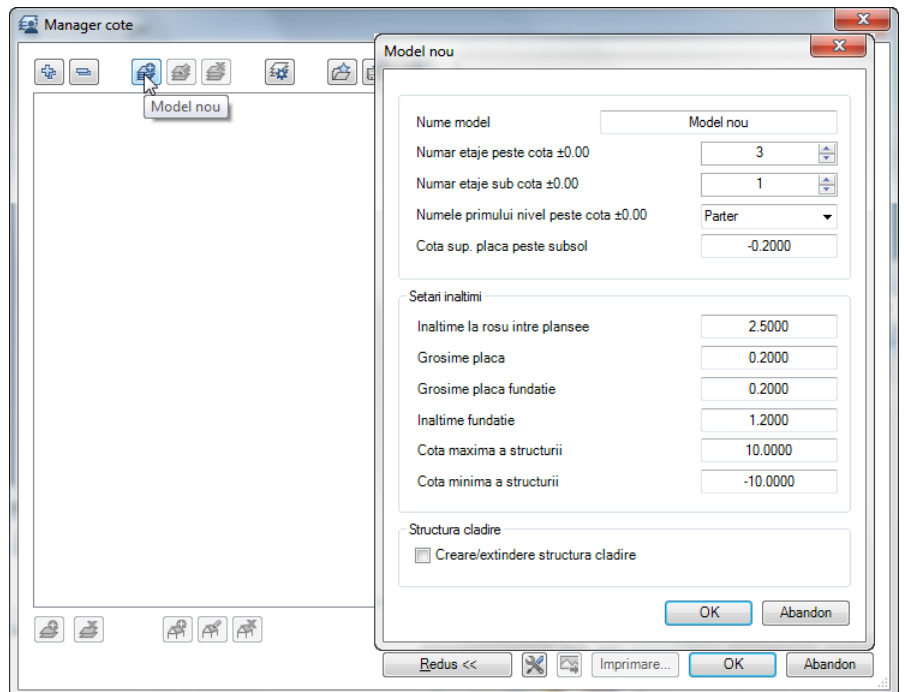 Manager cote
Model nou
Model nou
Nume model Model nou
Numar etaje peste cota ±0.00 3
Numar etaje sub cota ±0.00 1
Numele primului nivel peste cota ±0.00 Parter
Cota sup. placa peste subsol -0.2000
Setari inaltimi
Inaltime la rosu intre plansee 2.5000
Grosime placa 0.2000
Grosime placa fundatie 0.2000
Inaltime fundatie 1.2000
Cota maxima a structurii 10.0000
Cota minima a structurii -10.0000
Structura cladire
Creare/extindere structura cladire
OK Abandon
Redus << Imprimare... OK Abandon